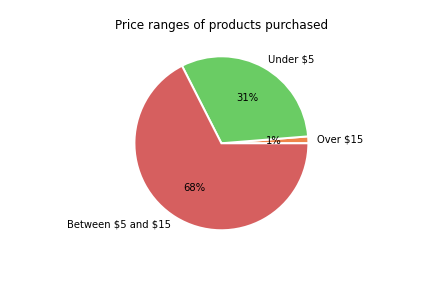 Price ranges of products purchased
Under $5
31%
1%
Over $15
68%
Between $5 and $15